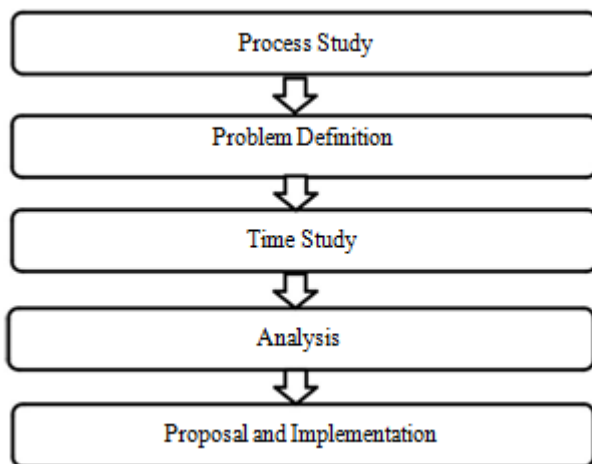 Process Study
Problem Definition
Time Study
Analysis
Proposal and Implementation